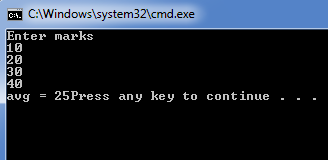 C:\Windows\system32\cmd.exe
Enter marks
10
20
30
40
avg = 25Press any key to continue . . .